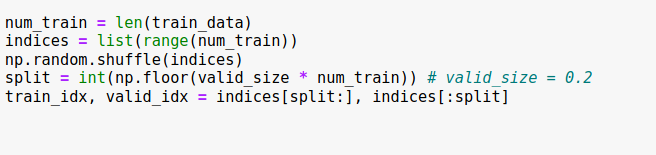 num_train = len(train_data)
indices = list(range(num_train))
np.random.shuffle(indices)
split = int(np.floor(valid_size * num_train)) # valid_size = 0.2
train_idx, valid_idx = indices[split:], indices[:split]